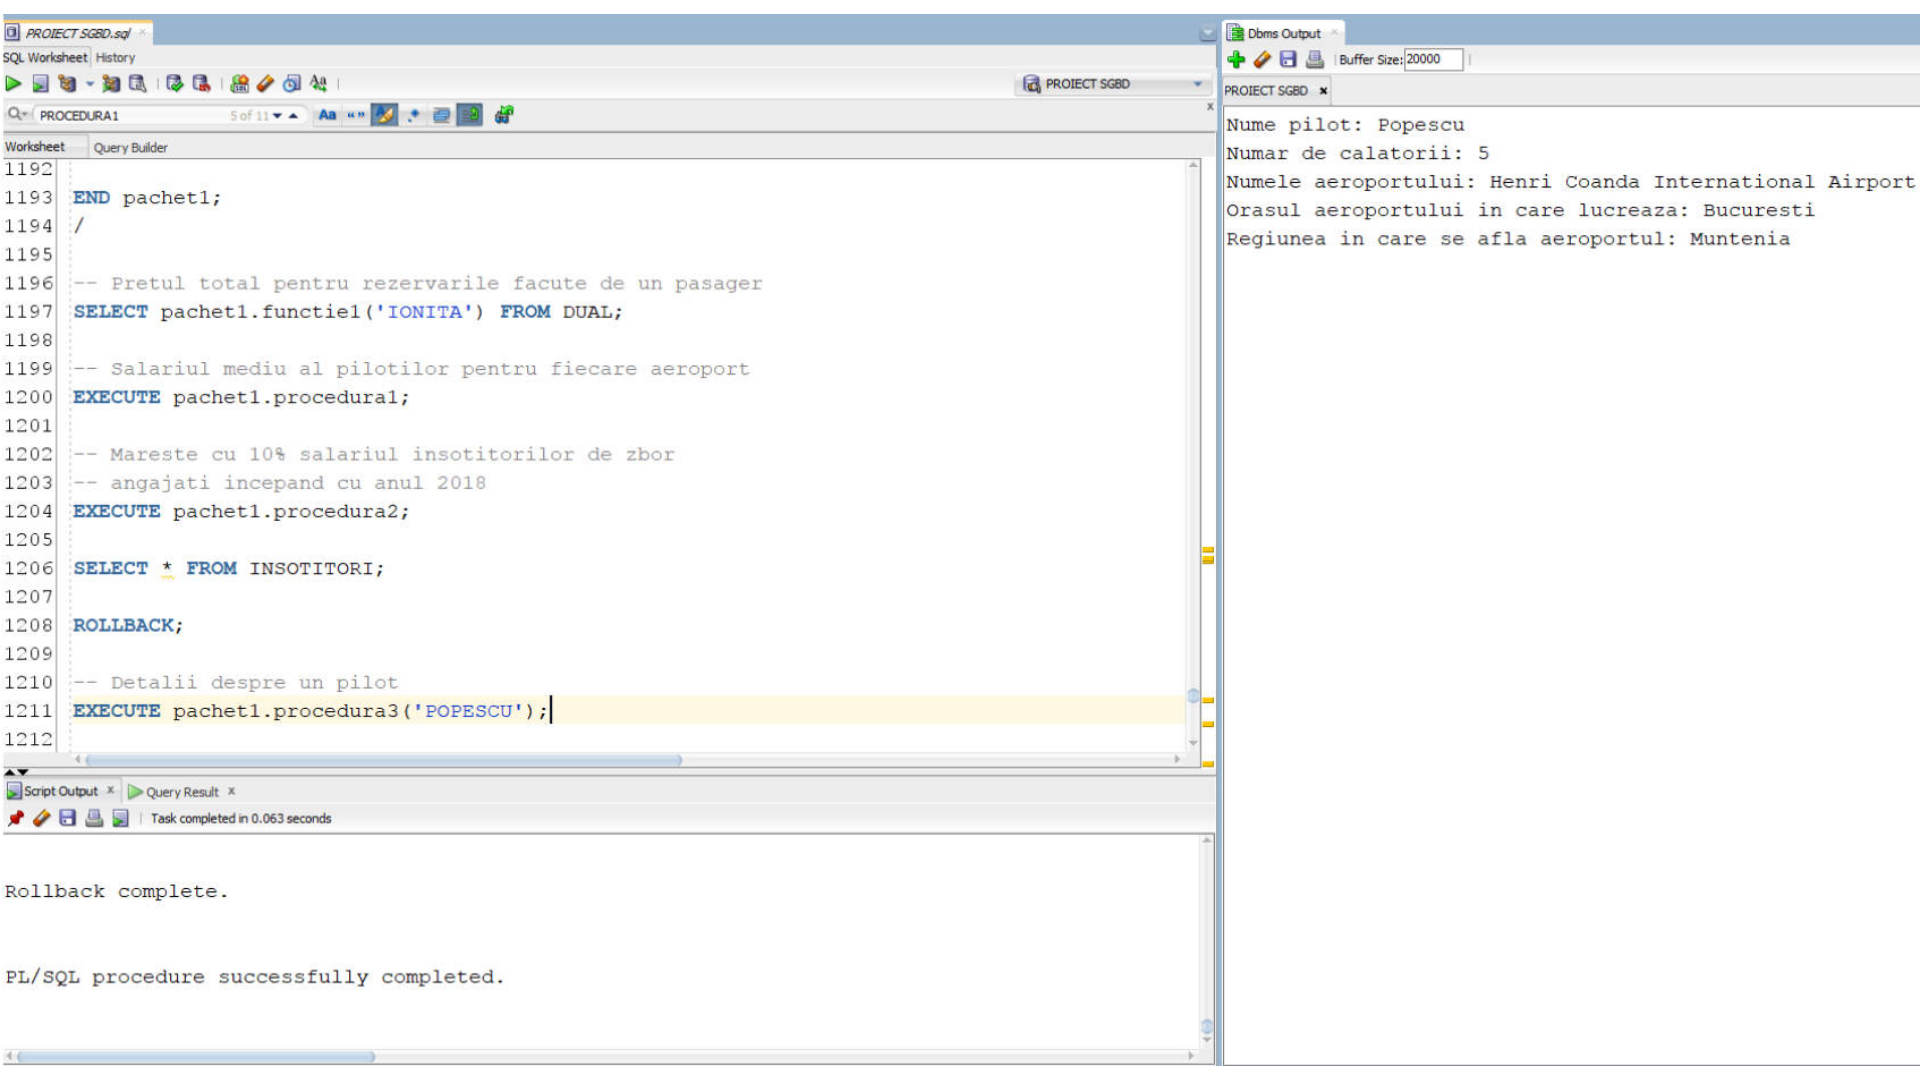 PROIECT SGBD.sql
SQL Worksheet History
PROIECT SGBD
PROCEDURA1 5 of 11 Aa “”
Worksheet Query Builder
1192
1193 END pachet1;
1194 /
1195
1196 -- Pretul total pentru rezervarile facute de un pasager
1197 SELECT pachet1.functie1('IONITA') FROM DUAL;
1198
1199 -- Salariul mediu al pilotilor pentru fiecare aeroport
1200 EXECUTE pachet1.procedura1;
1201
1202 -- Mareste cu 10% salariul insotitorilor de zbor
1203 -- angajati incepand cu anul 2018
1204 EXECUTE pachet1.procedura2;
1205
1206 SELECT * FROM INSOTITORI;
1207
1208 ROLLBACK;
1209
1210 -- Detalii despre un pilot
1211 EXECUTE pachet1.procedura3('POPESCU');
1212
Script Output x Query Result x
Task completed in 0.063 seconds
Rollback complete.
PL/SQL procedure successfully completed.
Dbms Output
Buffer Size: 20000
PROIECT SGBD x
Nume pilot: Popescu
Numar de calatorii: 5
Numele aeroportului: Henri Coanda International Airport
Orasul aeroportului in care lucreaza: Bucuresti
Regiunea in care se afla aeroportul: Muntenia